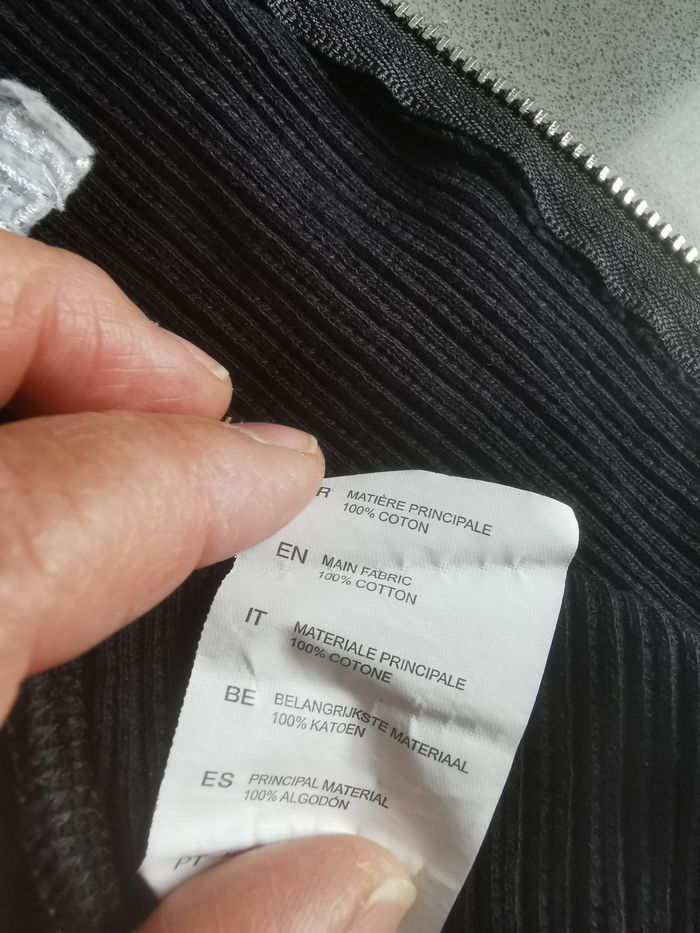 R MATIÈRE PRINCIPALE
100% COTON
EN MAIN FABRIC
100% COTTON
IT MATERIALE PRINCIPALE
100% COTONE
BE BELANGRIJKSTE MATERIAAL
100% KATOEN
ES PRINCIPAL MATERIAL
100% ALGODÓN
PT